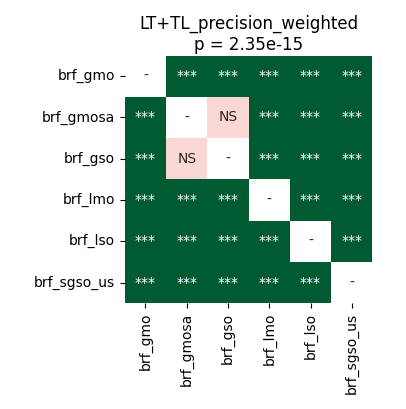 LT+TL_precision_weighted
p = 2.35e-15
brf_gmo - *** *** *** *** ***
brf_gmosa *** - NS *** *** ***
brf_gso *** NS - *** *** ***
brf_lmo *** *** *** - *** ***
brf_lso *** *** *** *** - ***
brf_sgso_us *** *** *** *** *** -
brf_gmo
brf_gmosa
brf_gso
brf_lmo
brf_lso
brf_sgso_us